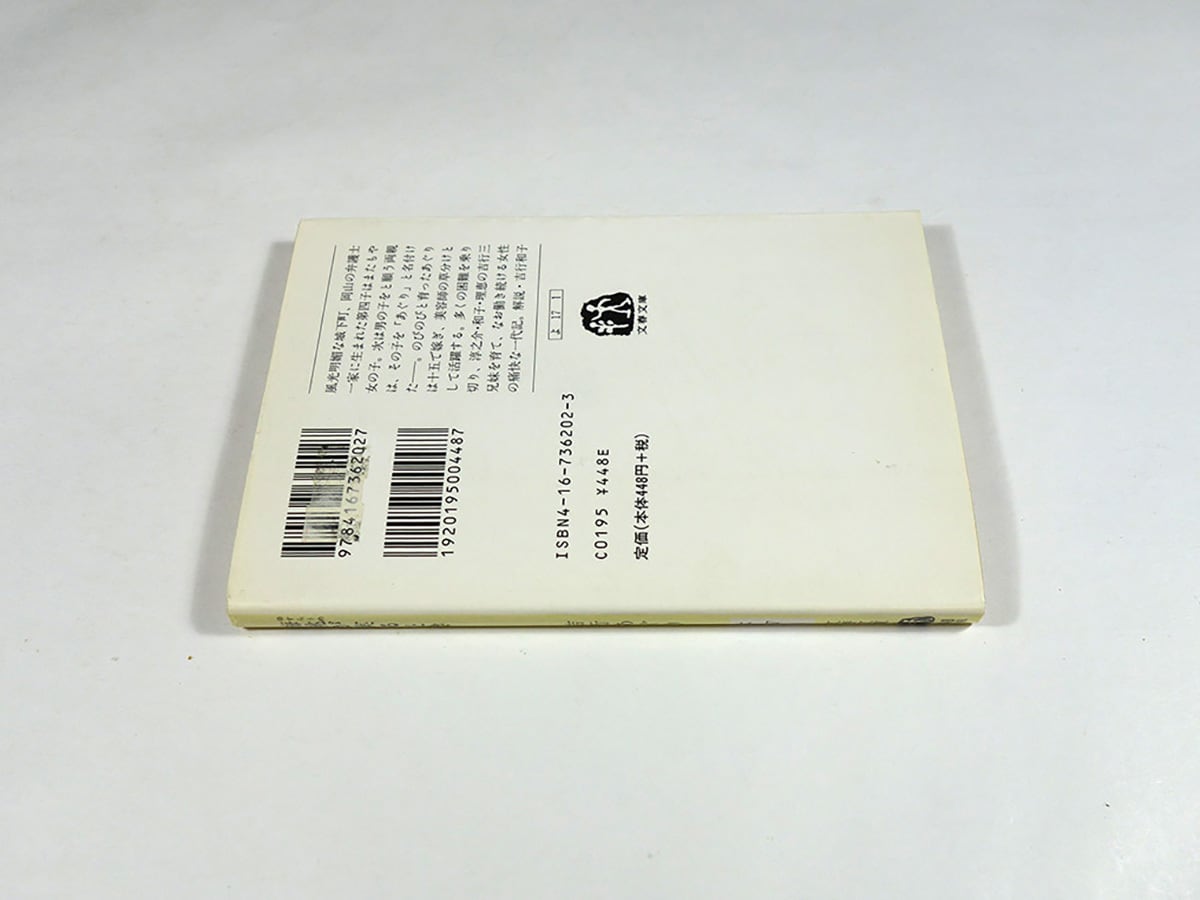 風光明媚な城下町、岡山の弁護士
一家に生まれた第四子はまたもや
女の子。次は男の子をと願う両親
は、その子を「あぐり」と名付け
た――。のびのびと育ったあぐり
は十五で嫁ぎ、美容師の草分けと
して活躍する。多くの困難を乗り
切り、淳之介・和子・理恵の吉行三
兄妹を育て、なお働き続ける女性
の痛快な一代記。解説・吉行和子
よ 17 1
文春文庫
9784167362027
1920195004487
ISBN4-16-736202-3
C0195 ¥448E
定価(本体448円+税)